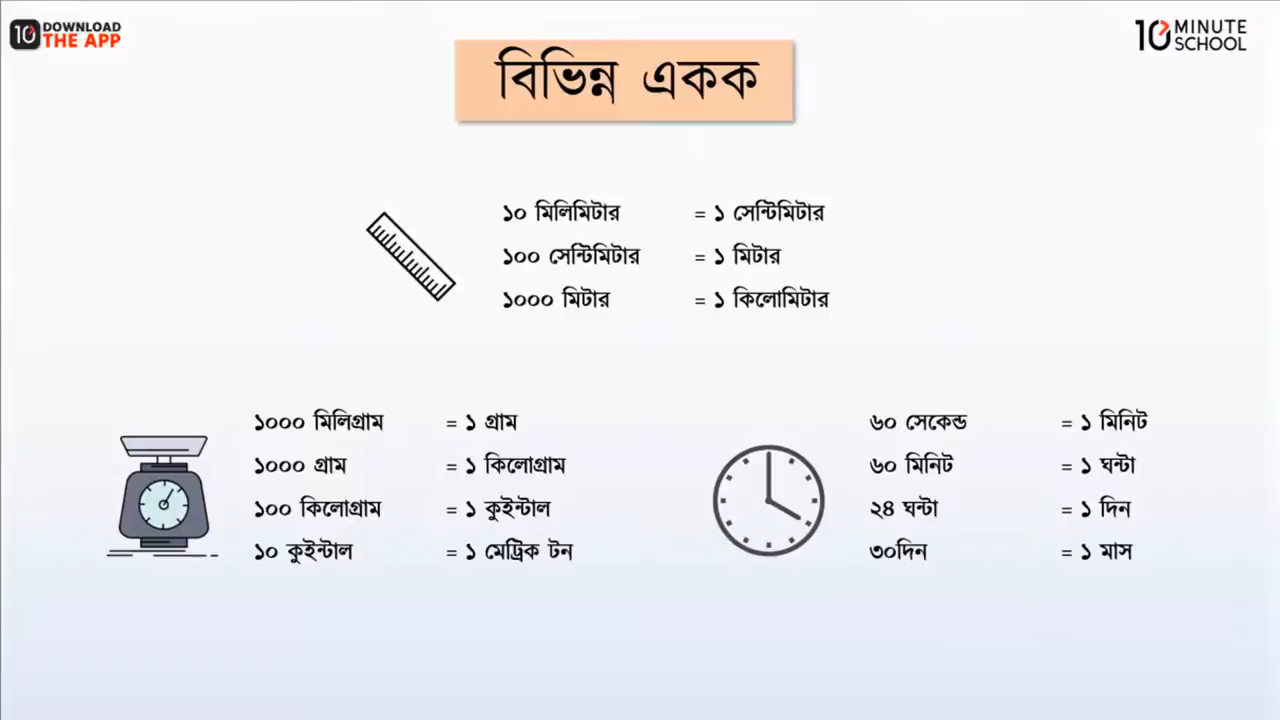 DOWNLOAD
THE APP
10 MINUTE
SCHOOL
বিভিন্ন একক
১০ মিলিমিটার = ১ সেন্টিমিটার
১০০ সেন্টিমিটার = ১ মিটার
১০০০ মিটার = ১ কিলোমিটার
১০০০ মিলিগ্রাম = ১ গ্রাম
১০০০ গ্রাম = ১ কিলোগ্রাম
১০০ কিলোগ্রাম = ১ কুইন্টাল
১০ কুইন্টাল = ১ মেট্রিক টন
৬০ সেকেন্ড = ১ মিনিট
৬০ মিনিট = ১ ঘন্টা
২৪ ঘন্টা = ১ দিন
৩০দিন = ১ মাস